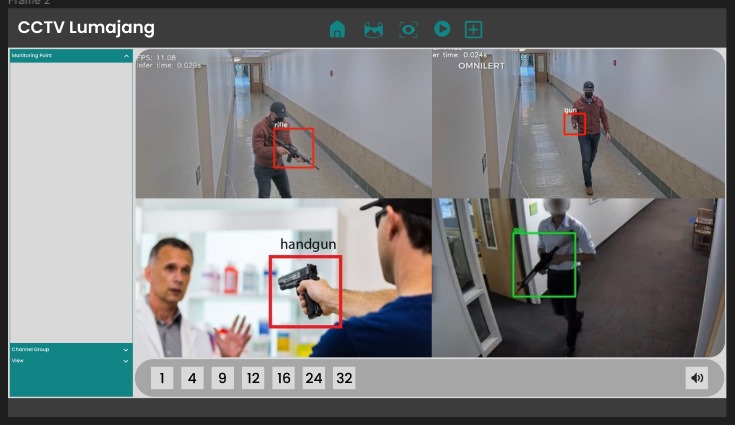 Frame 2
CCTV Lumajang
Monitoring Point
FPS: 11.08
Infer time: 0.029s
rifle
er time: 0.024s
OMNILERT
gun
handgun
Channel Group
View
1 4 9 12 16 24 32